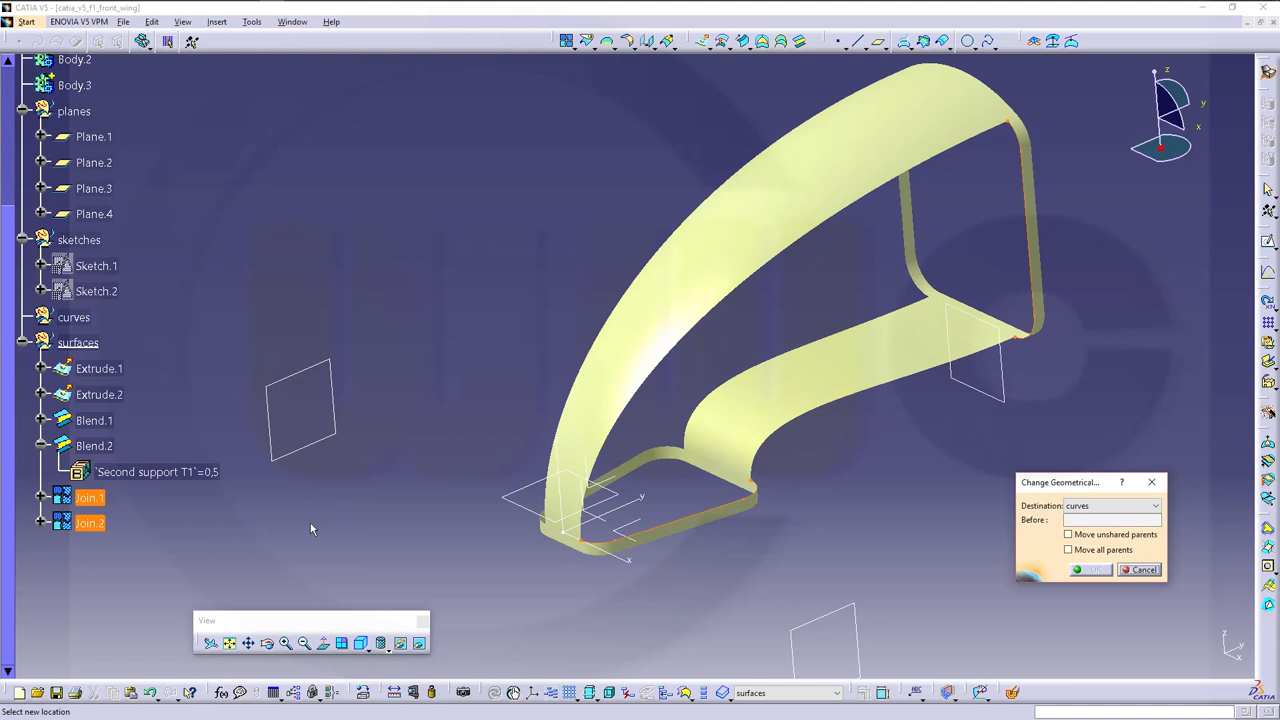 CATIA V5 - [catia_v5_f1_front_wing]
Start ENOVIA V5 VPM File Edit View Insert Tools Window Help
Body.2
Body.3
planes
Plane.1
Plane.2
Plane.3
Plane.4
sketches
Sketch.1
Sketch.2
curves
surfaces
Extrude.1
Extrude.2
Blend.1
Blend.2
`Second support T1`=0,5
Join.1
Join.2
z
y
x
y
x
Change Geometrical... ? 
Destination: curves
Before :
Move unshared parents
Move all parents
OK Cancel
View
z
y
x
f(x)
surfaces
ABC
CATIA
Select new location